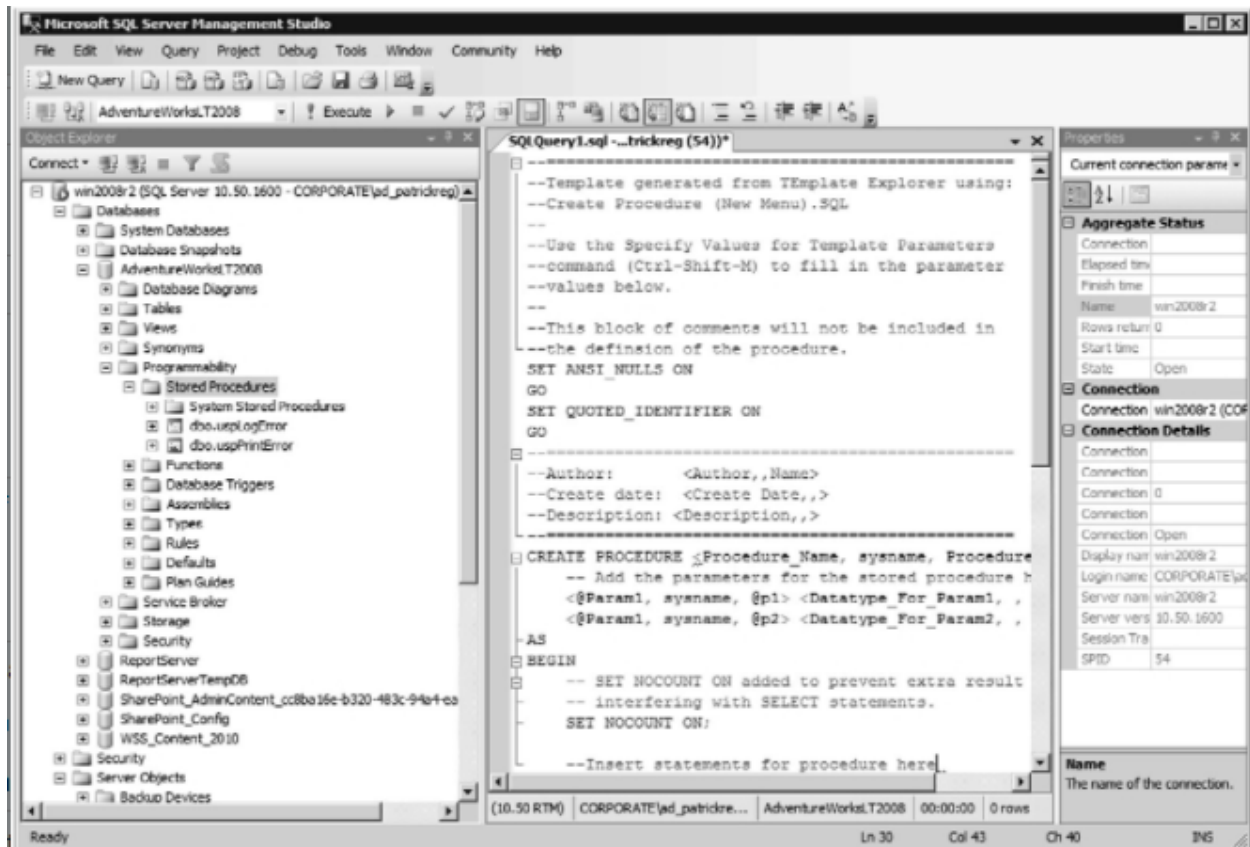 Microsoft SQL Server Management Studio
File Edit View Query Project Debug Tools Window Community Help
New Query
AdventureWorksLT2008 Execute
Object Explorer
Connect
win2008r2 (SQL Server 10.50.1600 - CORPORATE\ad_patrickreg)
Databases
System Databases
Database Snapshots
AdventureWorksLT2008
Database Diagrams
Tables
Views
Synonyms
Programmability
Stored Procedures
System Stored Procedures
dbo.uspLogError
dbo.uspPrintError
Functions
Database Triggers
Assemblies
Types
Rules
Defaults
Plan Guides
Service Broker
Storage
Security
ReportServer
ReportServerTempDB
SharePoint_AdminContent_cc8ba16e-b320-483c-94a4-ea
SharePoint_Config
WSS_Content_2010
Security
Server Objects
Backup Devices
SQLQuery1.sql -...trickreg (54))*
--=============================================
--Template generated from TEmplate Explorer using:
--Create Procedure (New Menu).SQL
--
--Use the Specify Values for Template Parameters
--command (Ctrl-Shift-M) to fill in the parameter
--values below.
--
--This block of comments will not be included in
--the definsion of the procedure.
SET ANSI_NULLS ON
GO
SET QUOTED_IDENTIFIER ON
GO
--=============================================
--Author: <Author,,Name>
--Create date: <Create Date,,>
--Description: <Description,,>
--=============================================
CREATE PROCEDURE <Procedure_Name, sysname, Procedure
-- Add the parameters for the stored procedure h
<@Param1, sysname, @p1> <Datatype_For_Param1, ,
<@Param1, sysname, @p2> <Datatype_For_Param2, ,
AS
BEGIN
-- SET NOCOUNT ON added to prevent extra result
-- interfering with SELECT statements.
SET NOCOUNT ON;
--Insert statements for procedure here
(10.50 RTM) CORPORATE\ad_patrickre... AdventureWorksLT2008 00:00:00 0 rows
Properties
Current connection parame
Aggregate Status
Connection
Elapsed tim
Finish time
Name win2008r2
Rows return 0
Start time
State Open
Connection
Connection win2008r2 (COR
Connection Details
Connection
Connection
Connection 0
Connection
Connection Open
Display nam win2008r2
Login name CORPORATE\ad
Server nam win2008r2
Server vers 10.50.1600
Session Tra
SPID 54
Name
The name of the connection.
Ready Ln 30 Col 43 Ch 40 INS